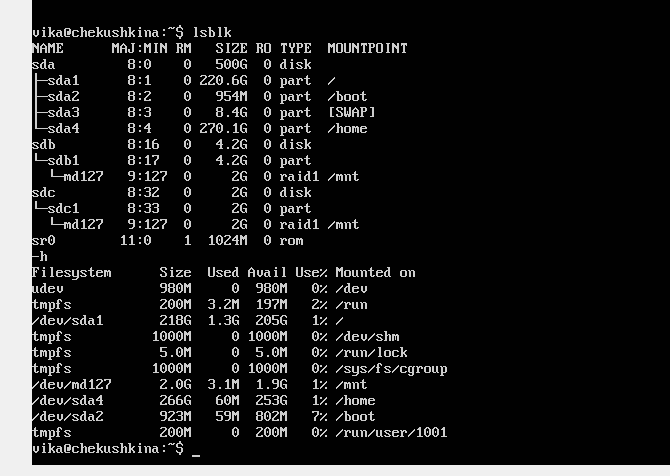 vika@chekushkina:~$ lsblk
NAME      MAJ:MIN RM   SIZE RO TYPE  MOUNTPOINT
sda         8:0    0   500G  0 disk
├─sda1      8:1    0 220.6G  0 part  /
├─sda2      8:2    0   954M  0 part  /boot
├─sda3      8:3    0   8.4G  0 part  [SWAP]
└─sda4      8:4    0 270.1G  0 part  /home
sdb         8:16   0   4.2G  0 disk
└─sdb1      8:17   0   4.2G  0 part
  └─md127   9:127  0     2G  0 raid1 /mnt
sdc         8:32   0     2G  0 disk
└─sdc1      8:33   0     2G  0 part
  └─md127   9:127  0     2G  0 raid1 /mnt
sr0        11:0    1  1024M  0 rom
-h
Filesystem      Size  Used Avail Use% Mounted on
udev            980M     0  980M   0% /dev
tmpfs           200M  3.2M  197M   2% /run
/dev/sda1       218G  1.3G  205G   1% /
tmpfs          1000M     0 1000M   0% /dev/shm
tmpfs           5.0M     0  5.0M   0% /run/lock
tmpfs          1000M     0 1000M   0% /sys/fs/cgroup
/dev/md127      2.0G  3.1M  1.9G   1% /mnt
/dev/sda4       266G   60M  253G   1% /home
/dev/sda2       923M   59M  802M   7% /boot
tmpfs           200M     0  200M   0% /run/user/1001
vika@chekushkina:~$ _